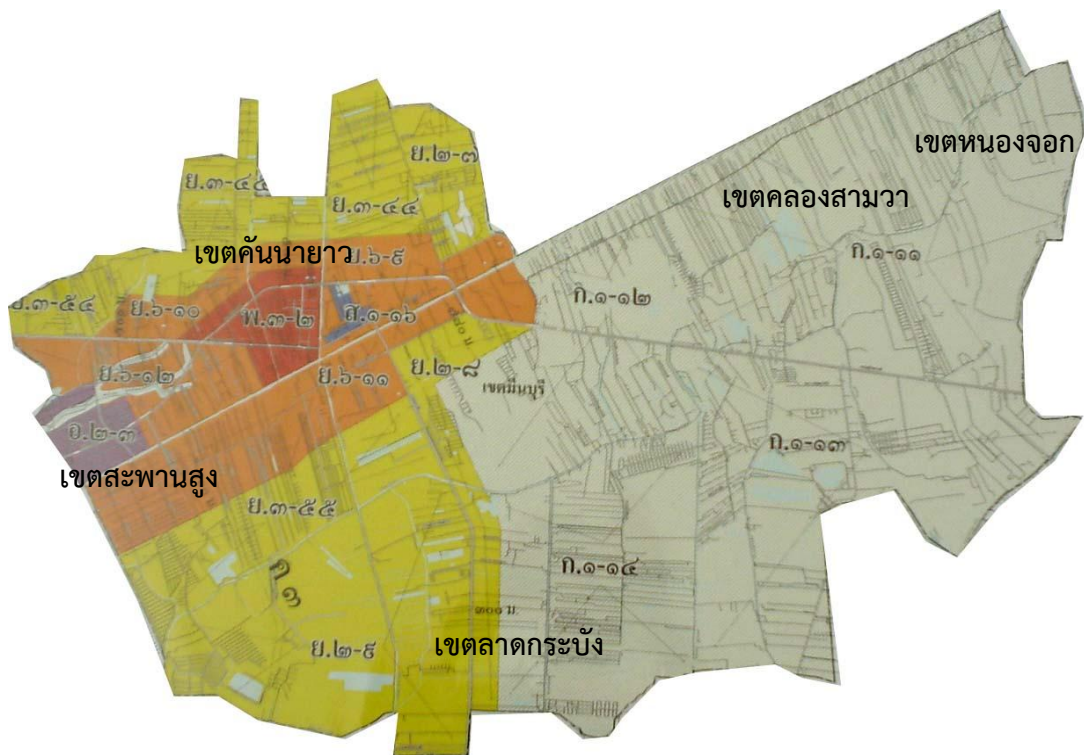 เขตหนองจอก
ย.๒-๗
ย.๓-๔๕
เขตคลองสามวา
ย.๓-๔๔
เขตคันนายาว
ย.๖-๙
ก.๑-๑๑
ย.๓-๕๔
ย.๖-๑๐
พ.๓-๒
ส.๑-๑๖
ก.๑-๑๒
ย.๖-๑๒
ย.๖-๑๑
ย.๒-๘
เขตมีนบุรี
อ.๒-๓
ก.๑-๑๓
เขตสะพานสูง
ย.๓-๕๕
ก.๑-๑๔
๓๐๐ ม.
เขตลาดกระบัง
ย.๒-๙